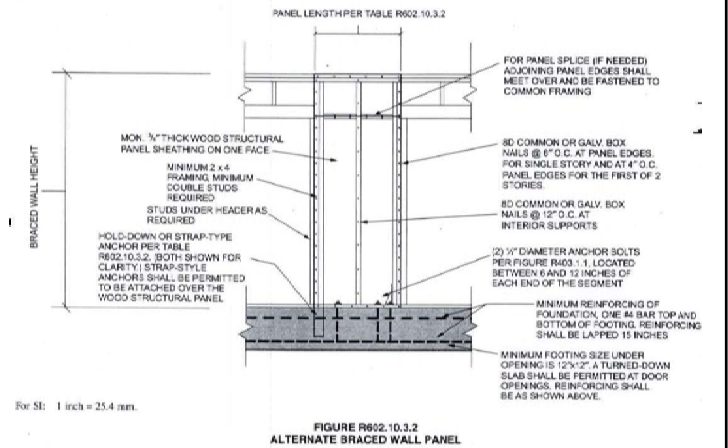 PANEL LENGTH PER TABLE R602.10.3.2
FOR PANEL SPLICE (IF NEEDED)
ADJOINING PANEL EDGES SHALL
MEET OVER AND BE FASTENED TO
COMMON FRAMING
BRACED WALL HEIGHT
MIN. ⅜" THICK WOOD STRUCTURAL
PANEL SHEATHING ON ONE FACE
MINIMUM 2 x 4
FRAMING, MINIMUM
DOUBLE STUDS
REQUIRED
STUDS UNDER HEADER AS
REQUIRED
HOLD-DOWN OR STRAP-TYPE
ANCHOR PER TABLE
R602.10.3.2. (BOTH SHOWN FOR
CLARITY.) STRAP-STYLE
ANCHORS SHALL BE PERMITTED
TO BE ATTACHED OVER THE
WOOD STRUCTURAL PANEL
8D COMMON OR GALV. BOX
NAILS @ 6" O.C. AT PANEL EDGES.
FOR SINGLE STORY AND AT 4" O.C.
PANEL EDGES FOR THE FIRST OF 2
STORIES.
8D COMMON OR GALV. BOX
NAILS @ 12" O.C. AT
INTERIOR SUPPORTS
(2) ½" DIAMETER ANCHOR BOLTS
PER FIGURE R403.1.1, LOCATED
BETWEEN 6 AND 12 INCHES OF
EACH END OF THE SEGMENT
MINIMUM REINFORCING OF
FOUNDATION, ONE #4 BAR TOP AND
BOTTOM OF FOOTING. REINFORCING
SHALL BE LAPPED 15 INCHES
MINIMUM FOOTING SIZE UNDER
OPENING IS 12"x12". A TURNED-DOWN
SLAB SHALL BE PERMITTED AT DOOR
OPENINGS. REINFORCING SHALL
BE AS SHOWN ABOVE.
For SI: 1 inch = 25.4 mm.
FIGURE R602.10.3.2
ALTERNATE BRACED WALL PANEL